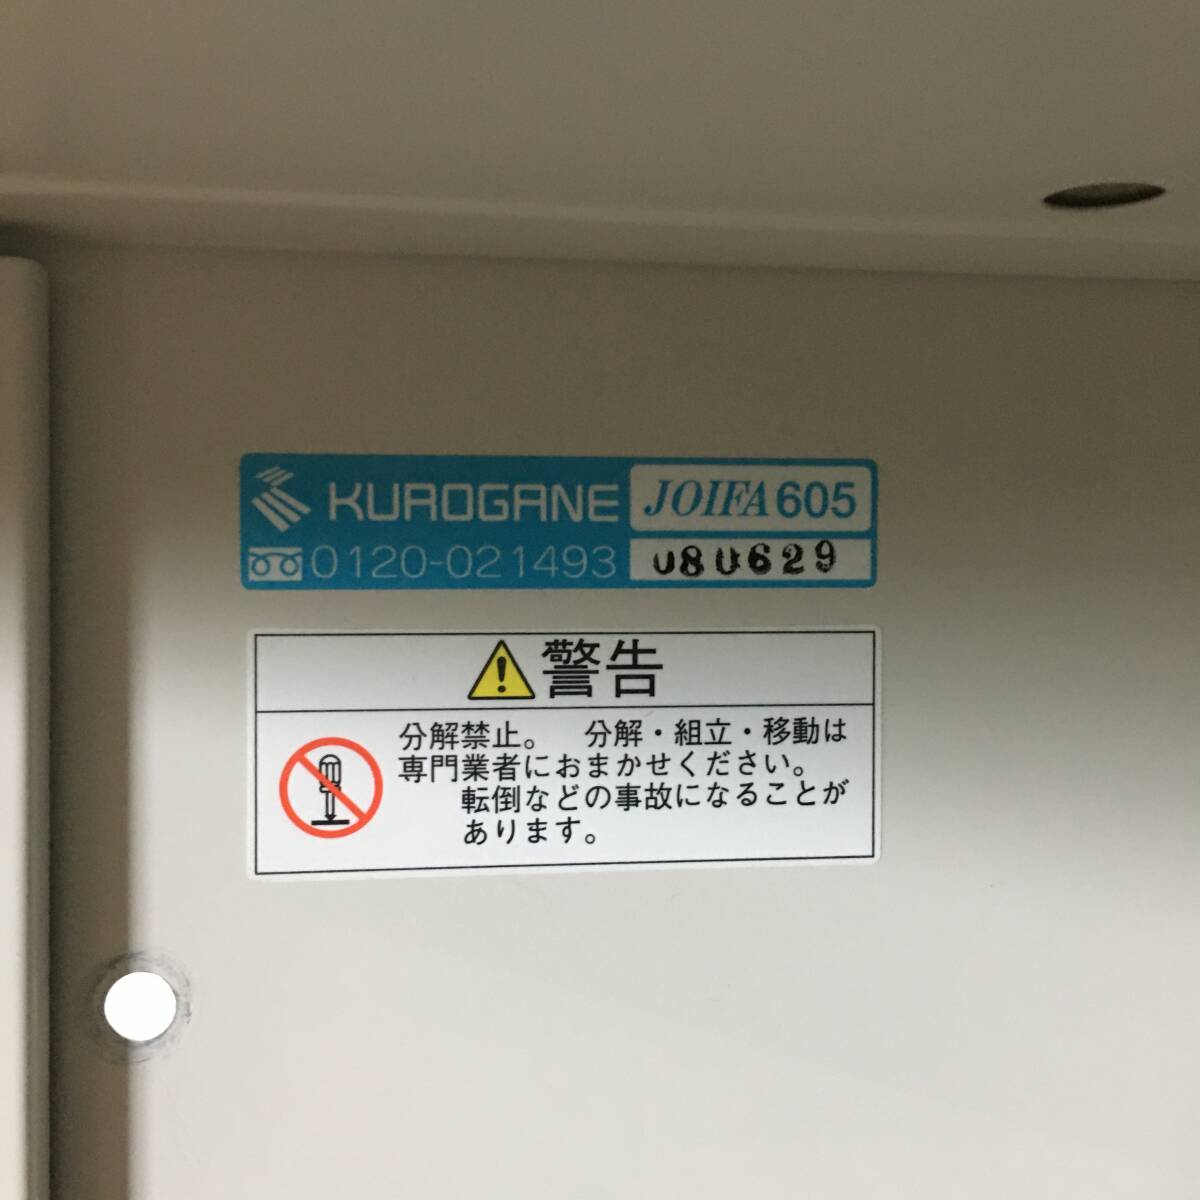 KUROGANE JOIFA605
0120-021493 080629
警告
分解禁止。 分解・組立・移動は
専門業者におまかせください。
転倒などの事故になることが
あります。